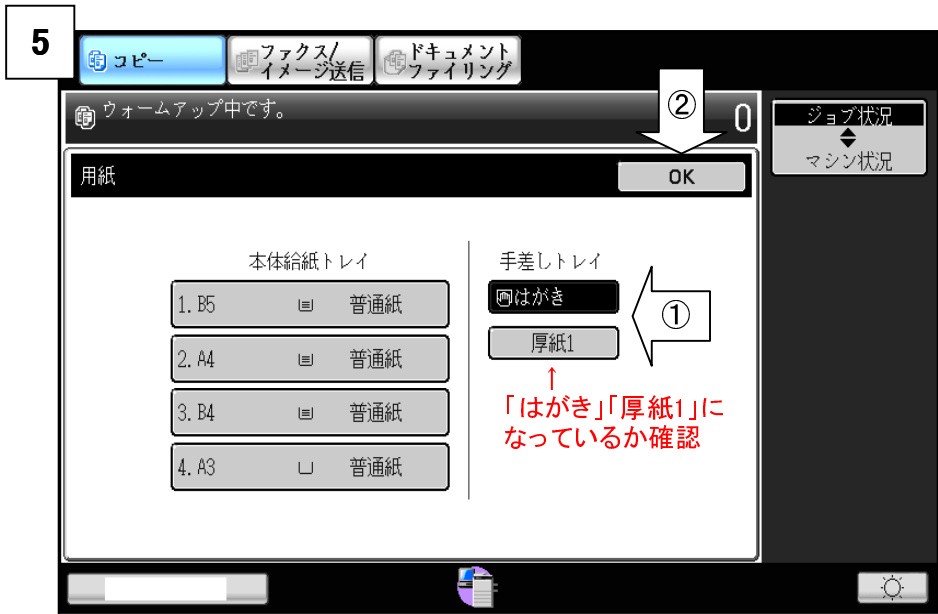 5
コピー
ファクス/
イメージ送信
ドキュメント
ファイリング
ウォームアップ中です。
②
0
ジョブ状況
マシン状況
用紙
OK
本体給紙トレイ
手差しトレイ
1. B5 普通紙
はがき
①
2. A4 普通紙
厚紙1
↑
3. B4 普通紙
「はがき」「厚紙1」に
なっているか確認
4. A3 普通紙